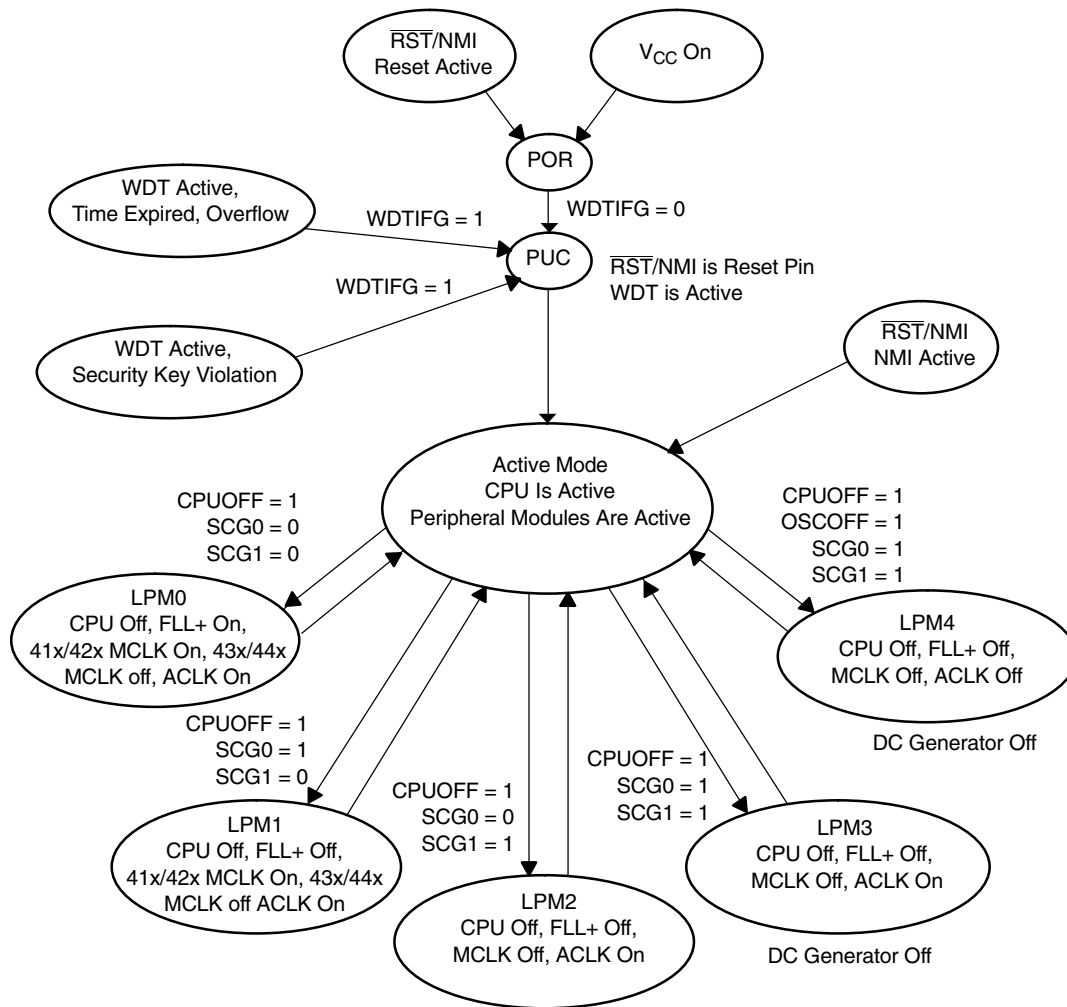 RST/NMI
Reset Active
VCC On
POR
WDTIFG = 0
WDT Active,
Time Expired, Overflow
WDTIFG = 1
PUC
RST/NMI is Reset Pin
WDT is Active
WDTIFG = 1
WDT Active,
Security Key Violation
RST/NMI
NMI Active
Active Mode
CPU Is Active
Peripheral Modules Are Active
CPUOFF = 1
SCG0 = 0
SCG1 = 0
CPUOFF = 1
OSCOFF = 1
SCG0 = 1
SCG1 = 1
LPM0
CPU Off, FLL+ On,
41x/42x MCLK On, 43x/44x
MCLK off, ACLK On
LPM4
CPU Off, FLL+ Off,
MCLK Off, ACLK Off
DC Generator Off
CPUOFF = 1
SCG0 = 1
SCG1 = 0
CPUOFF = 1
SCG0 = 0
SCG1 = 1
CPUOFF = 1
SCG0 = 1
SCG1 = 1
LPM1
CPU Off, FLL+ Off,
41x/42x MCLK On, 43x/44x
MCLK off ACLK On
LPM2
CPU Off, FLL+ Off,
MCLK Off, ACLK On
LPM3
CPU Off, FLL+ Off,
MCLK Off, ACLK On
DC Generator Off